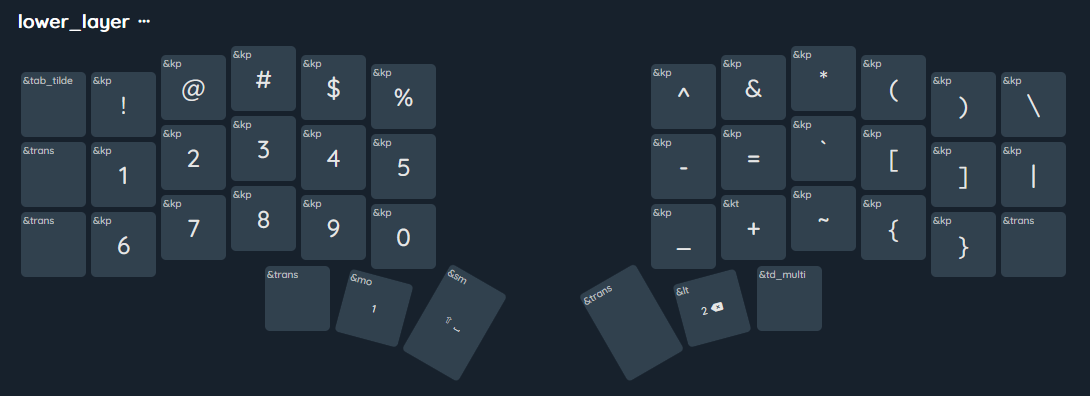 lower_layer ···
&tab_tilde &kp ! &kp @ &kp # &kp $ &kp %
&kp ^ &kp & &kp * &kp ( &kp ) &kp \
&trans &kp 1 &kp 2 &kp 3 &kp 4 &kp 5
&kp - &kp = &kp ` &kp [ &kp ] &kp |
&trans &kp 6 &kp 7 &kp 8 &kp 9 &kp 0
&kp _ &kt + &kp ~ &kp { &kp } &trans
&trans &mo 1 &sm ⇧ ⎵
&trans &lt 2 ⌫ &td_multi